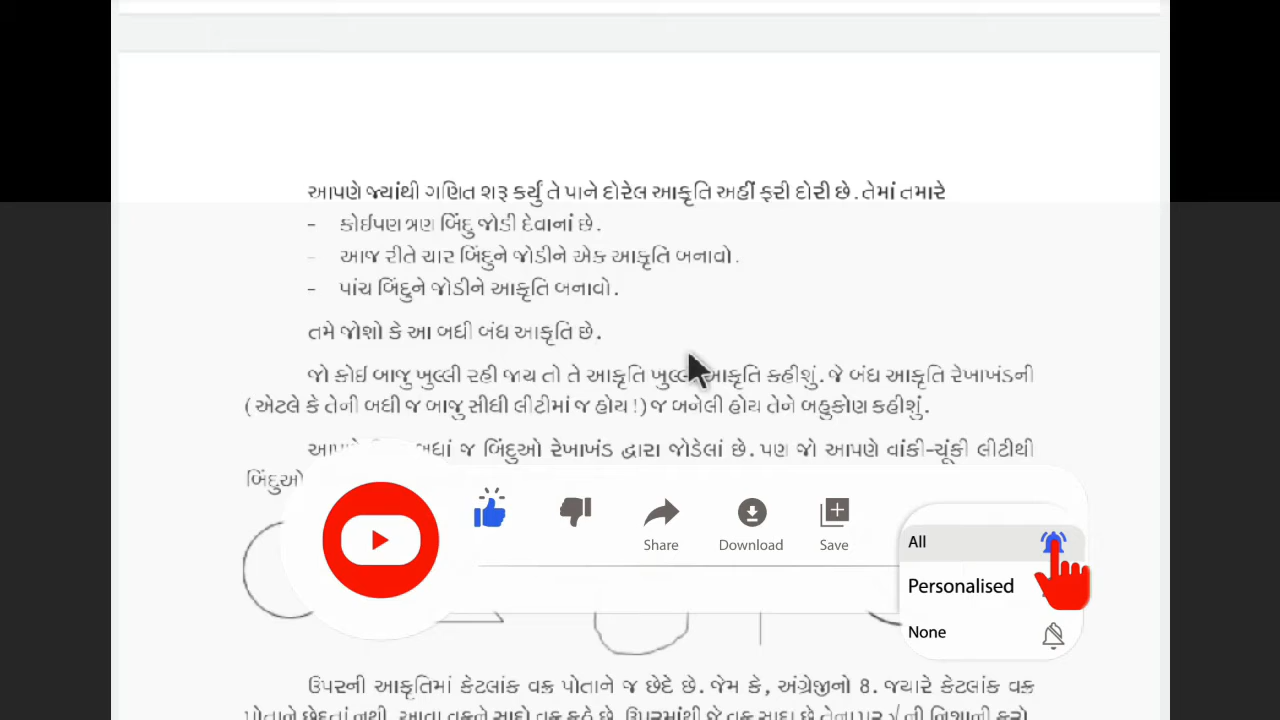 આપણે જ્યાંથી ગણિત શરૂ કર્યું તે પાને દોરેલ આકૃતિ અહીં ફરી દોરી છે. તેમાં તમારે
- કોઈપણ ત્રણ બિંદુ જોડી દેવાનાં છે.
- આજ રીતે ચાર બિંદુને જોડીને એક આકૃતિ બનાવો.
- પાંચ બિંદુને જોડીને આકૃતિ બનાવો.
તમે જોશો કે આ બધી બંધ આકૃતિ છે.
જો કોઈ બાજુ ખુલ્લી રહી જાય તો તે આકૃતિ આકૃતિ કહીશું. જે બંધ આકૃતિ રેખાખંડની
(એટલે કે તેની બધી જ બાજુ સીધી લીટીમાં જ હોય !) જ બનેલી હોય તેને બહુકોણ કહીશું.
જ બિંદુઓ રેખાખંડ દ્વારા જોડેલાં છે. પણ જો આપણે વાંકી-ચૂંકી લીટીથી
બિંદુઓ
Share Download Save
All
Personalised
None
ઉપરની આકૃતિમાં કેટલાંક વક્ર પોતાને જ છેદે છે. જેમ કે, અંગ્રેજીનો 8. જ્યારે કેટલાંક વક્ર